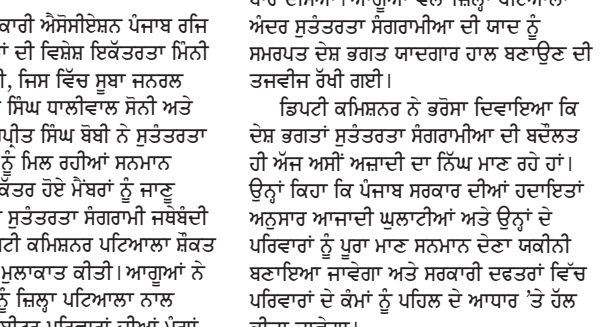 ਕਾਰੀ ਐਸੋਸੀਏਸ਼ਨ ਪੰਜਾਬ ਰਜਿ
ਾਂ ਦੀ ਵਿਸ਼ੇਸ਼ ਇਕੱਤਰਤਾ ਮਿੰਨੀ
ੀ, ਜਿਸ ਵਿੱਚ ਸੂਬਾ ਜਨਰਲ
ਸਿੰਘ ਧਾਲੀਵਾਲ ਸੋਨੀ ਅਤੇ
ਪ੍ਰੀਤ ਸਿੰਘ ਬੋਬੀ ਨੇ ਸੁਤੰਤਰਤਾ
ਨੂੰ ਮਿਲ ਰਹੀਆਂ ਸਨਮਾਨ
ਕੱਤਰ ਹੋਏ ਮੈਂਬਰਾਂ ਨੂੰ ਜਾਣੂ
ਸੁਤੰਤਰਤਾ ਸੰਗਰਾਮੀ ਜਥੇਬੰਦੀ
ਟੀ ਕਮਿਸ਼ਨਰ ਪਟਿਆਲਾ ਸ਼ੌਕਤ
ਮੁਲਾਕਾਤ ਕੀਤੀ। ਆਗੂਆਂ ਨੇ
ਨੂੰ ਜ਼ਿਲ੍ਹਾ ਪਟਿਆਲਾ ਨਾਲ
ਪਰਿਵਾਰਾਂ ਦੀਆਂ ਮੰਗਾਂ
ਅੰਦਰ ਸੁਤੰਤਰਤਾ ਸੰਗਰਾਮੀਆ ਦੀ ਯਾਦ ਨੂੰ
ਸਮਰਪਤ ਦੇਸ਼ ਭਗਤ ਯਾਦਗਾਰ ਹਾਲ ਬਣਾਉਣ ਦੀ
ਤਜਵੀਜ ਰੱਖੀ ਗਈ।
ਡਿਪਟੀ ਕਮਿਸ਼ਨਰ ਨੇ ਭਰੋਸਾ ਦਿਵਾਇਆ ਕਿ
ਦੇਸ਼ ਭਗਤਾਂ ਸੁਤੰਤਰਤਾ ਸੰਗਰਾਮੀਆ ਦੀ ਬਦੌਲਤ
ਹੀ ਅੱਜ ਅਸੀਂ ਅਜ਼ਾਦੀ ਦਾ ਨਿੱਘ ਮਾਣ ਰਹੇ ਹਾਂ।
ਉਨ੍ਹਾਂ ਕਿਹਾ ਕਿ ਪੰਜਾਬ ਸਰਕਾਰ ਦੀਆਂ ਹਦਾਇਤਾਂ
ਅਨੁਸਾਰ ਆਜਾਦੀ ਘੁਲਾਟੀਆਂ ਅਤੇ ਉਨ੍ਹਾਂ ਦੇ
ਪਰਿਵਾਰਾਂ ਨੂੰ ਪੂਰਾ ਮਾਣ ਸਨਮਾਨ ਦੇਣਾ ਯਕੀਨੀ
ਬਣਾਇਆ ਜਾਵੇਗਾ ਅਤੇ ਸਰਕਾਰੀ ਦਫਤਰਾਂ ਵਿੱਚ
ਪਰਿਵਾਰਾਂ ਦੇ ਕੰਮਾਂ ਨੂੰ ਪਹਿਲ ਦੇ ਆਧਾਰ 'ਤੇ ਹੱਲ